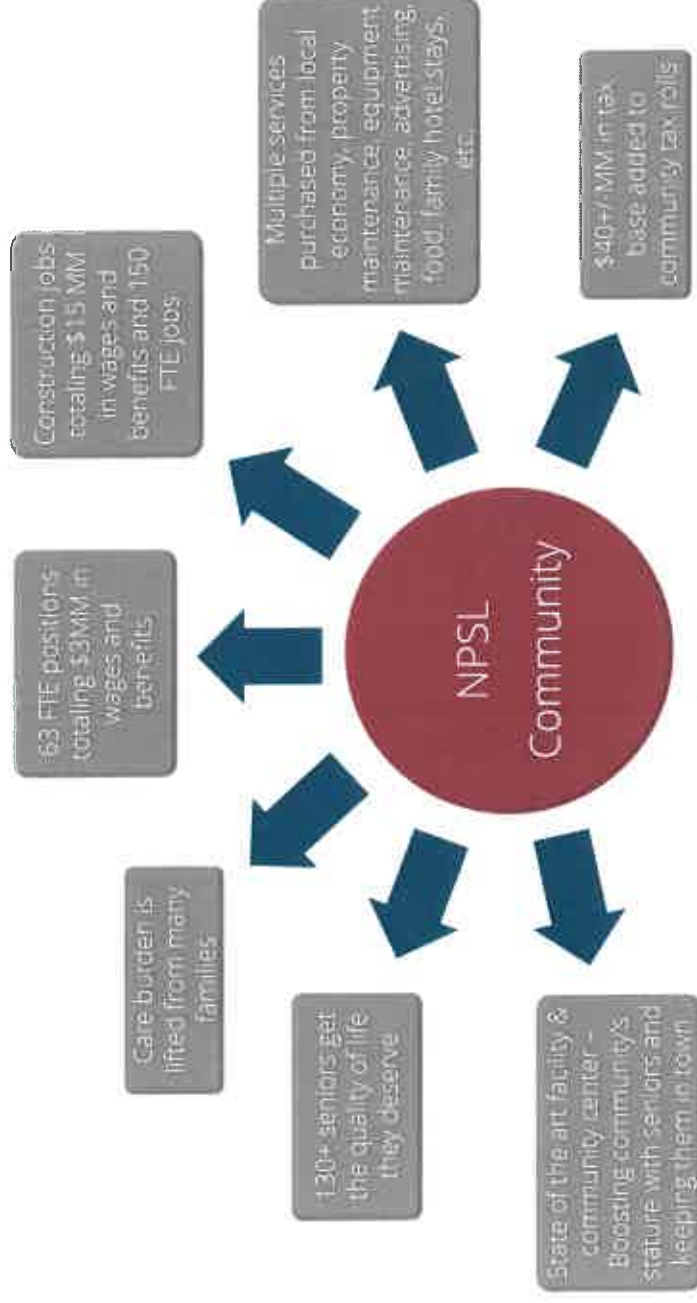 State of the art facility &
community center –
Boosting community's
stature with seniors and
keeping them in town
130+ seniors get
the quality of life
they deserve
Care burden is
lifted from many
families
63 FTE positions
totaling $3MM in
wages and
benefits
Construction jobs
totaling $15 MM
in wages and
benefits and 150
FTE jobs
Multiple services
purchased from local
economy, property
maintenance, equipment
maintenance, advertising,
food, family hotel stays,
etc.
$40+/- MM in tax
base added to
community tax rolls
NPSL
Community